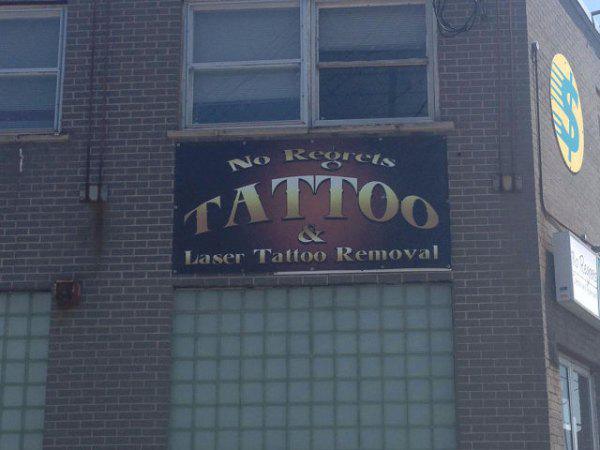 No Regrets
TATTOO
&
Laser Tattoo Removal
$